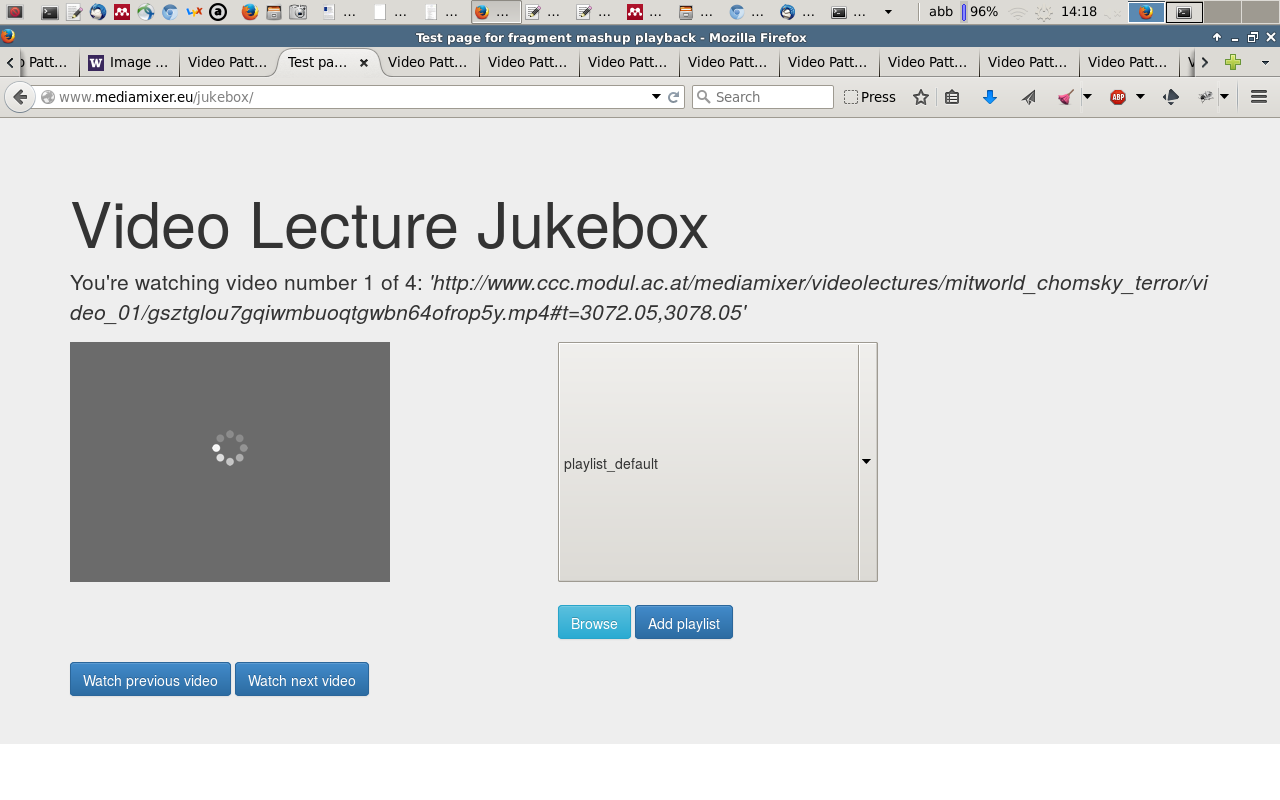 ... ... ... ... ... ... ... ... ... ... ... ... abb 96% 14:18
Test page for fragment mashup playback - Mozilla Firefox
Patt... W Image ... Video Patt... Test pa... Video Patt... Video Patt... Video Patt... Video Patt... Video Patt... Video Patt... Video Patt... Video Patt...
www.mediamixer.eu/jukebox/ Search Press ABP
Video Lecture Jukebox
You're watching video number 1 of 4: 'http://www.ccc.modul.ac.at/mediamixer/videolectures/mitworld_chomsky_terror/vi
deo_01/gsztglou7gqiwmbuoqtgwbn64ofrop5y.mp4#t=3072.05,3078.05'
playlist_default
Browse Add playlist
Watch previous video Watch next video